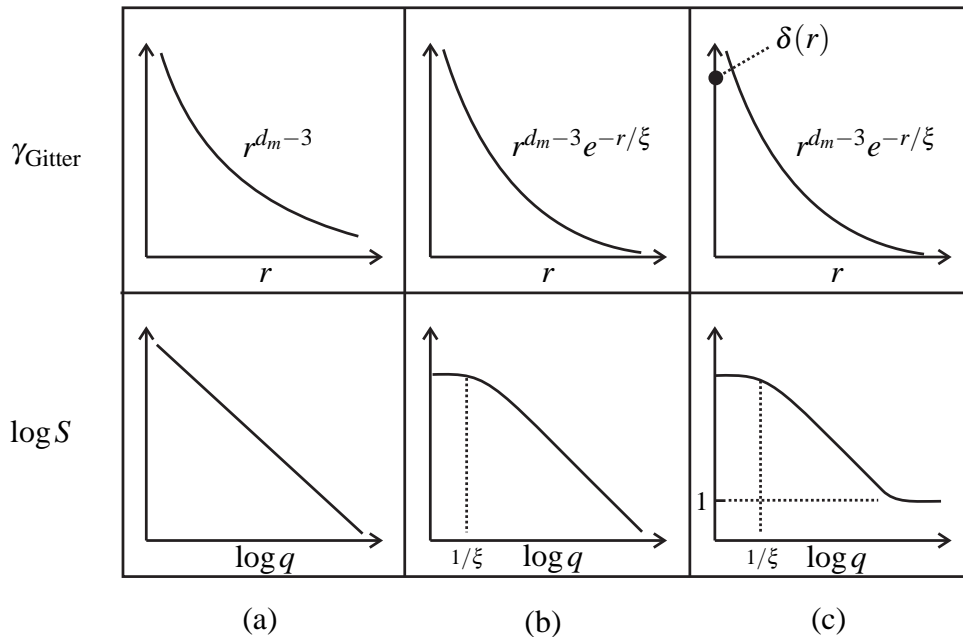 γ_Gitter
r^{d_m−3}
r
r^{d_m−3}e^{−r/ξ}
r
δ(r)
r^{d_m−3}e^{−r/ξ}
r
log S
log q
1/ξ
log q
1
1/ξ
log q
(a)
(b)
(c)